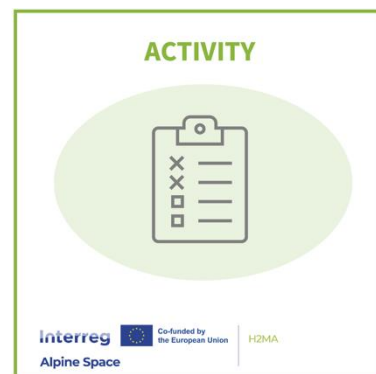 ACTIVITY
Interreg
Co-funded by
the European Union
H2MA
Alpine Space